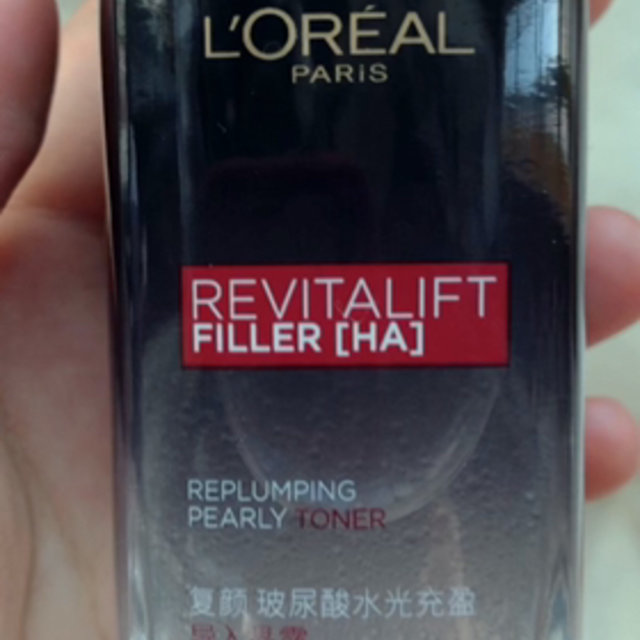 L'ORÉAL
PARIS
REVITALIFT
FILLER [HA]
REPLUMPING
PEARLY TONER
复颜 玻尿酸水光充盈